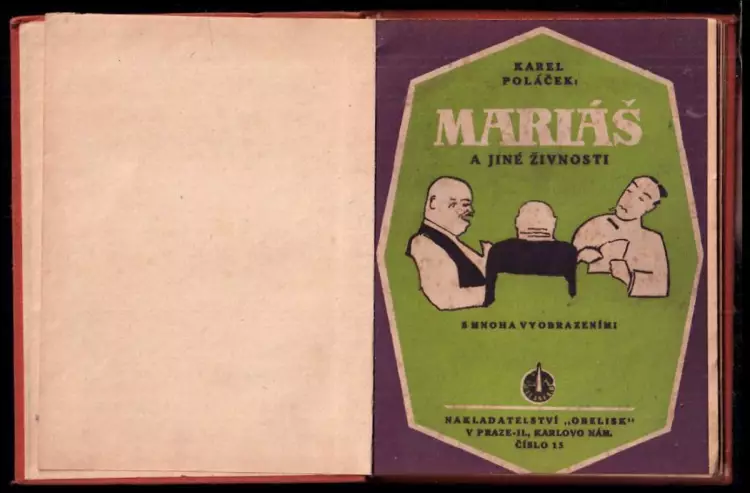 KAREL
POLÁČEK:
MARIÁŠ
A JINÉ ŽIVNOSTI
S MNOHA VYOBRAZENÍMI
NAKLADATELSTVÍ „OBELISK“
V PRAZE-II., KARLOVO NÁM.
ČÍSLO 15